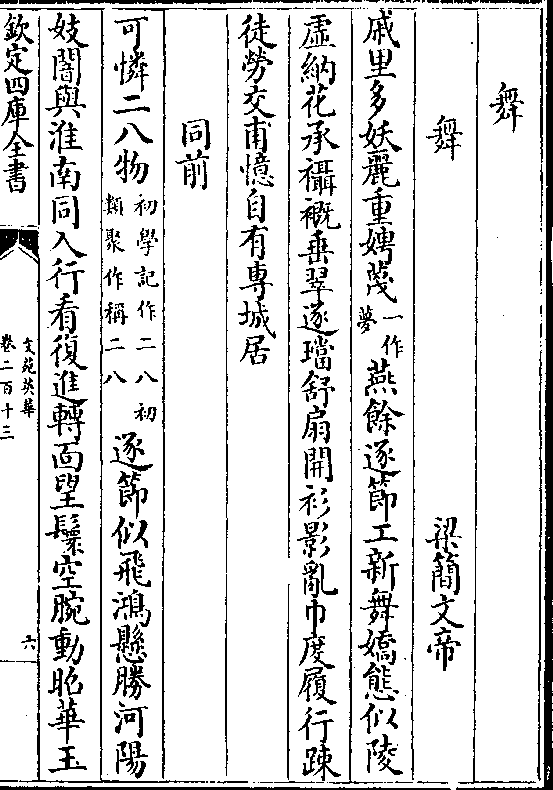 舞
舞 梁簡文帝
戚里多妖麗重娉蔑一作夢燕餘逐節工新舞嬌態似陵
虛納花承襵襵垂翠逐璫舒扇開衫影亂巾度履行疎
徒勞交甫憶自有專城居
同前
可憐二八物初學記作二八初類聚作稱二八逐節似飛鴻懸勝河陽
妓闇與淮南同入行看復進轉面望鬟空腕動苕華玉
欽定四庫全書
文苑英華
卷二百十三
六